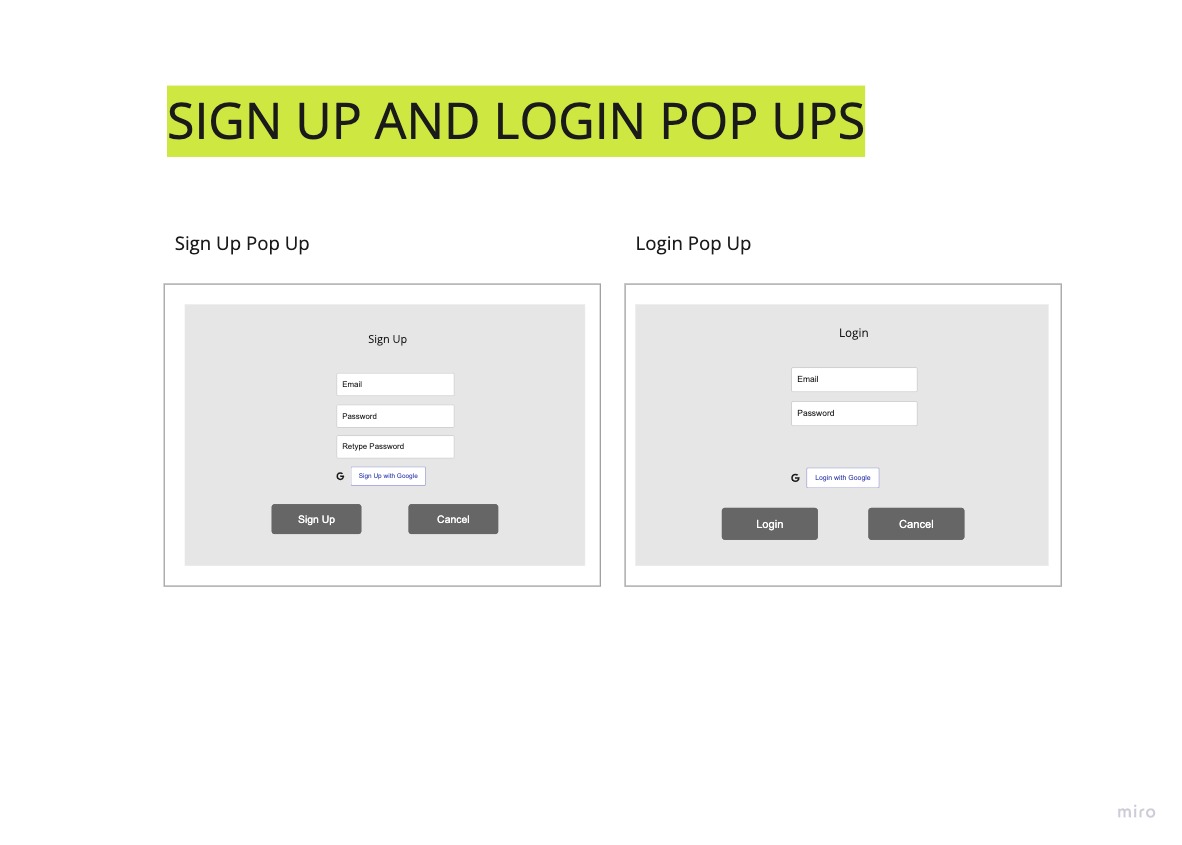 SIGN UP AND LOGIN POP UPS
Sign Up Pop Up
Login Pop Up
Sign Up
Email
Password
Retype Password
G Sign Up with Google
Sign Up Cancel
Login
Email
Password
G Login with Google
Login Cancel
miro